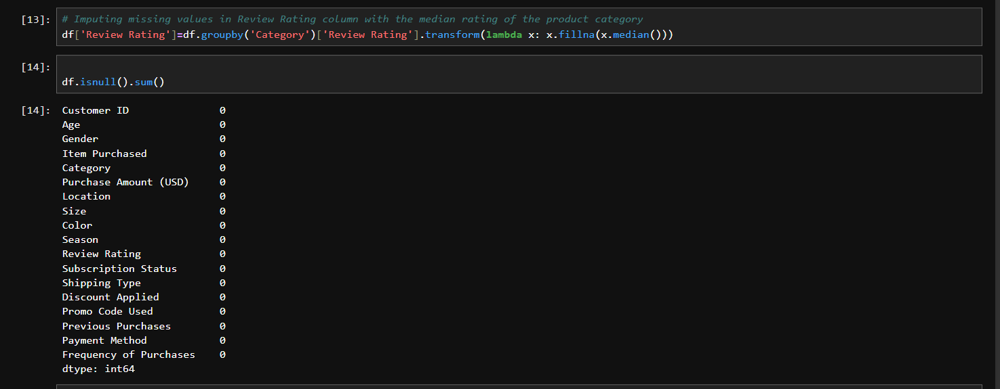 [13]: # Imputing missing values in Review Rating column with the median rating of the product category
df['Review Rating']=df.groupby('Category')['Review Rating'].transform(lambda x: x.fillna(x.median()))
[14]:
df.isnull().sum()
[14]: Customer ID 0
Age 0
Gender 0
Item Purchased 0
Category 0
Purchase Amount (USD) 0
Location 0
Size 0
Color 0
Season 0
Review Rating 0
Subscription Status 0
Shipping Type 0
Discount Applied 0
Promo Code Used 0
Previous Purchases 0
Payment Method 0
Frequency of Purchases 0
dtype: int64